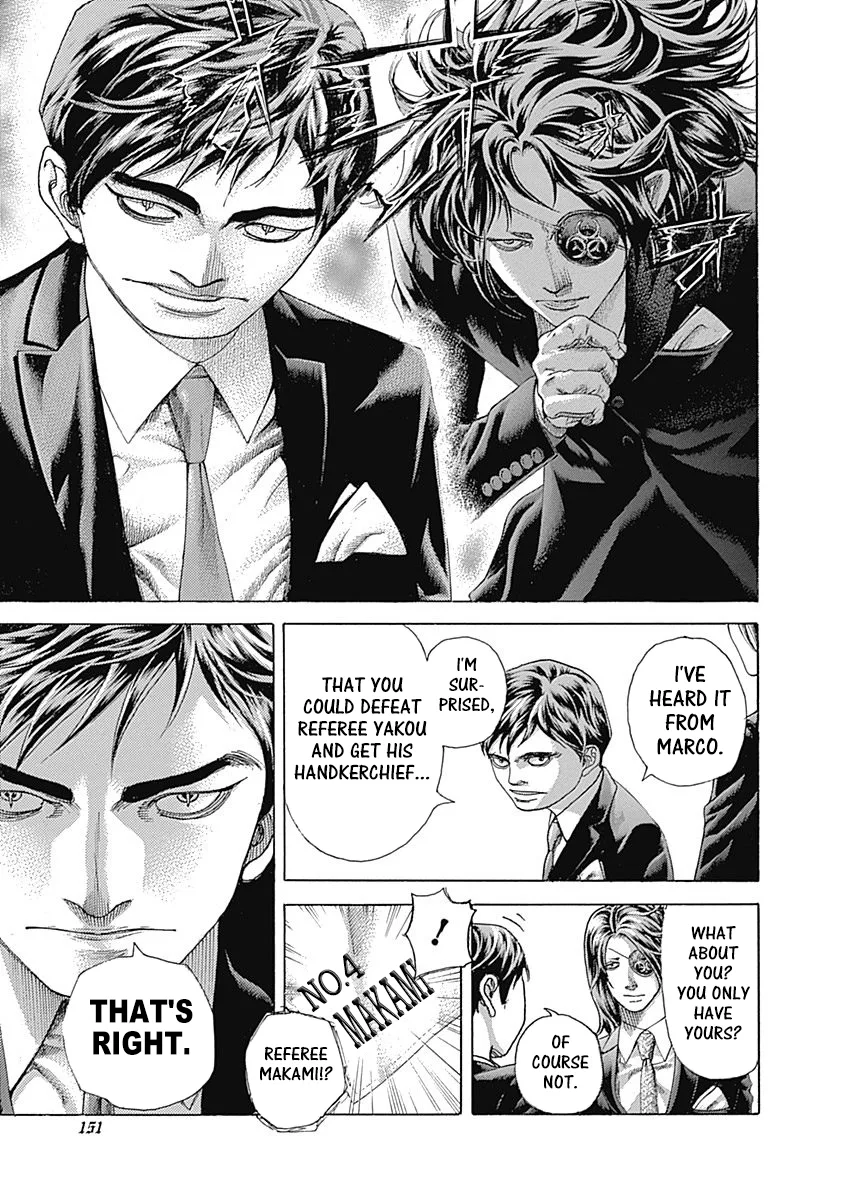 I'VE
HEARD IT
FROM
MARCO.
I'M
SUR-
PRISED,
THAT YOU
COULD DEFEAT
REFEREE YAKOU
AND GET HIS
HANDKERCHIEF...
WHAT
ABOUT
YOU?
YOU ONLY
HAVE
YOURS?
OF
COURSE
NOT.
!
NO.4
MAKAMI
REFEREE
MAKAMI!?
THAT'S
RIGHT.
151